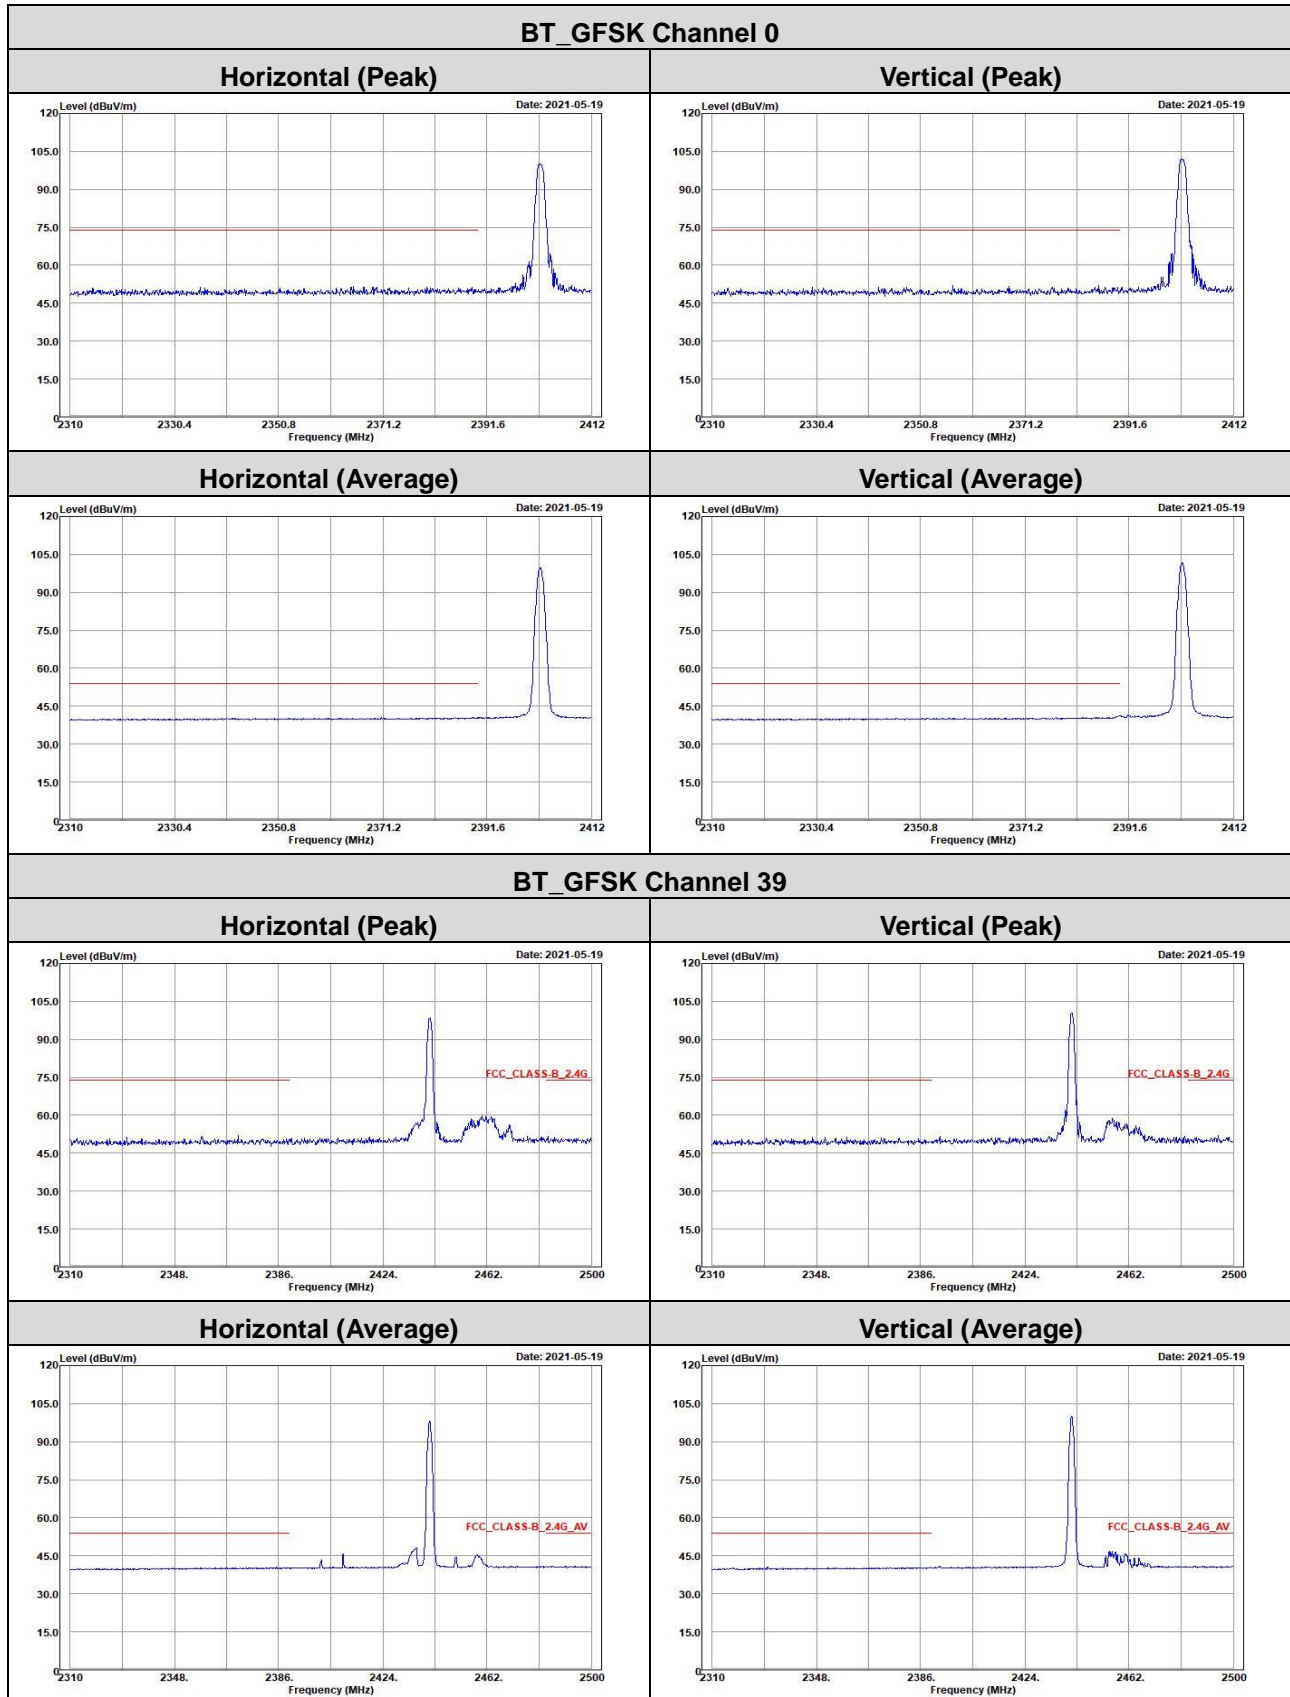 BT_GFSK Channel 0
Horizontal (Peak)
Vertical (Peak)
Level (dBuV/m)
Date: 2021-05-19
120
105.0
90.0
75.0
60.0
45.0
30.0
15.0
0
2310 2330.4 2350.8 2371.2 2391.6 2412
Frequency (MHz)
Level (dBuV/m)
Date: 2021-05-19
120
105.0
90.0
75.0
60.0
45.0
30.0
15.0
0
2310 2330.4 2350.8 2371.2 2391.6 2412
Frequency (MHz)
Horizontal (Average)
Vertical (Average)
Level (dBuV/m)
Date: 2021-05-19
120
105.0
90.0
75.0
60.0
45.0
30.0
15.0
0
2310 2330.4 2350.8 2371.2 2391.6 2412
Frequency (MHz)
Level (dBuV/m)
Date: 2021-05-19
120
105.0
90.0
75.0
60.0
45.0
30.0
15.0
0
2310 2330.4 2350.8 2371.2 2391.6 2412
Frequency (MHz)
BT_GFSK Channel 39
Horizontal (Peak)
Vertical (Peak)
Level (dBuV/m)
Date: 2021-05-19
120
105.0
90.0
75.0
FCC_CLASS-B_2.4G
60.0
45.0
30.0
15.0
0
2310 2348. 2386. 2424. 2462. 2500
Frequency (MHz)
Level (dBuV/m)
Date: 2021-05-19
120
105.0
90.0
75.0
FCC_CLASS-B_2.4G
60.0
45.0
30.0
15.0
0
2310 2348. 2386. 2424. 2462. 2500
Frequency (MHz)
Horizontal (Average)
Vertical (Average)
Level (dBuV/m)
Date: 2021-05-19
120
105.0
90.0
75.0
60.0
FCC_CLASS-B_2.4G_AV
45.0
30.0
15.0
0
2310 2348. 2386. 2424. 2462. 2500
Frequency (MHz)
Level (dBuV/m)
Date: 2021-05-19
120
105.0
90.0
75.0
60.0
FCC_CLASS-B_2.4G_AV
45.0
30.0
15.0
0
2310 2348. 2386. 2424. 2462. 2500
Frequency (MHz)